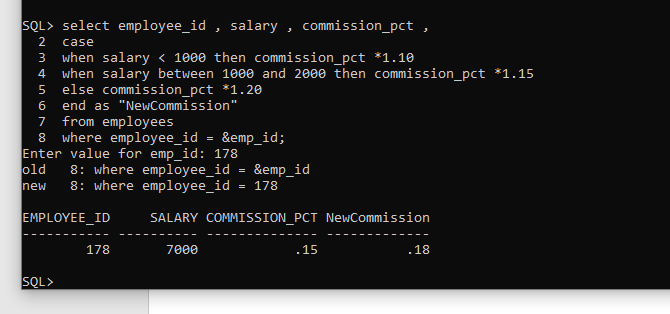 SQL> select employee_id , salary , commission_pct ,
  2  case
  3  when salary < 1000 then commission_pct *1.10
  4  when salary between 1000 and 2000 then commission_pct *1.15
  5  else commission_pct *1.20
  6  end as "NewCommission"
  7  from employees
  8  where employee_id = &emp_id;
Enter value for emp_id: 178
old   8: where employee_id = &emp_id
new   8: where employee_id = 178
EMPLOYEE_ID     SALARY COMMISSION_PCT NewCommission
----------- ---------- -------------- -------------
        178       7000            .15           .18
SQL>